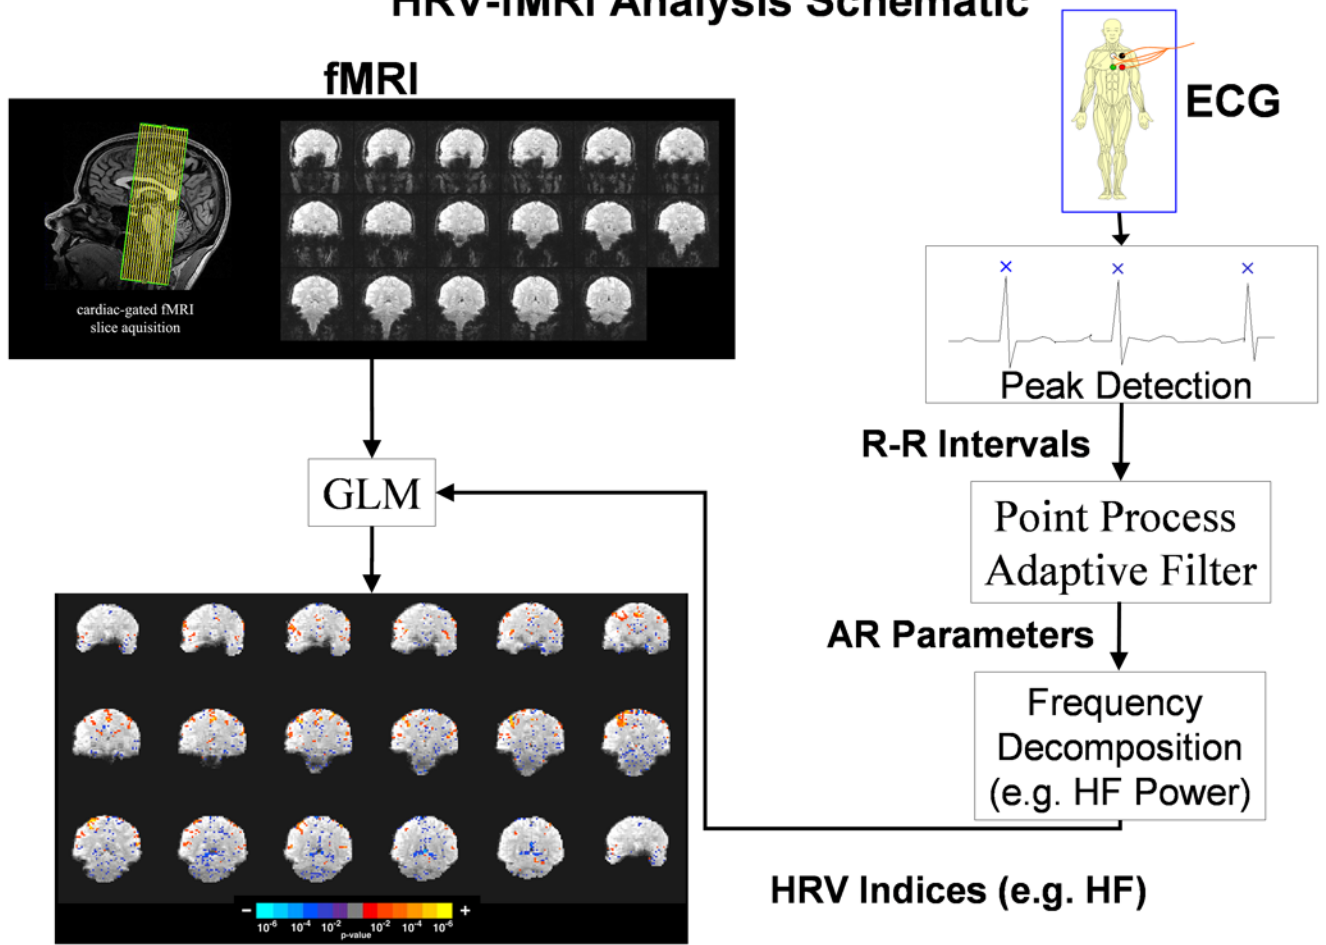 HRV-fMRI Analysis Schematic
fMRI
ECG
cardiac-gated fMRI
slice aquisition
Peak Detection
R-R Intervals
GLM
Point Process
Adaptive Filter
AR Parameters
Frequency
Decomposition
(e.g. HF Power)
HRV Indices (e.g. HF)
− +
10-6 10-4 10-2 10-2 10-4 10-6
p-value